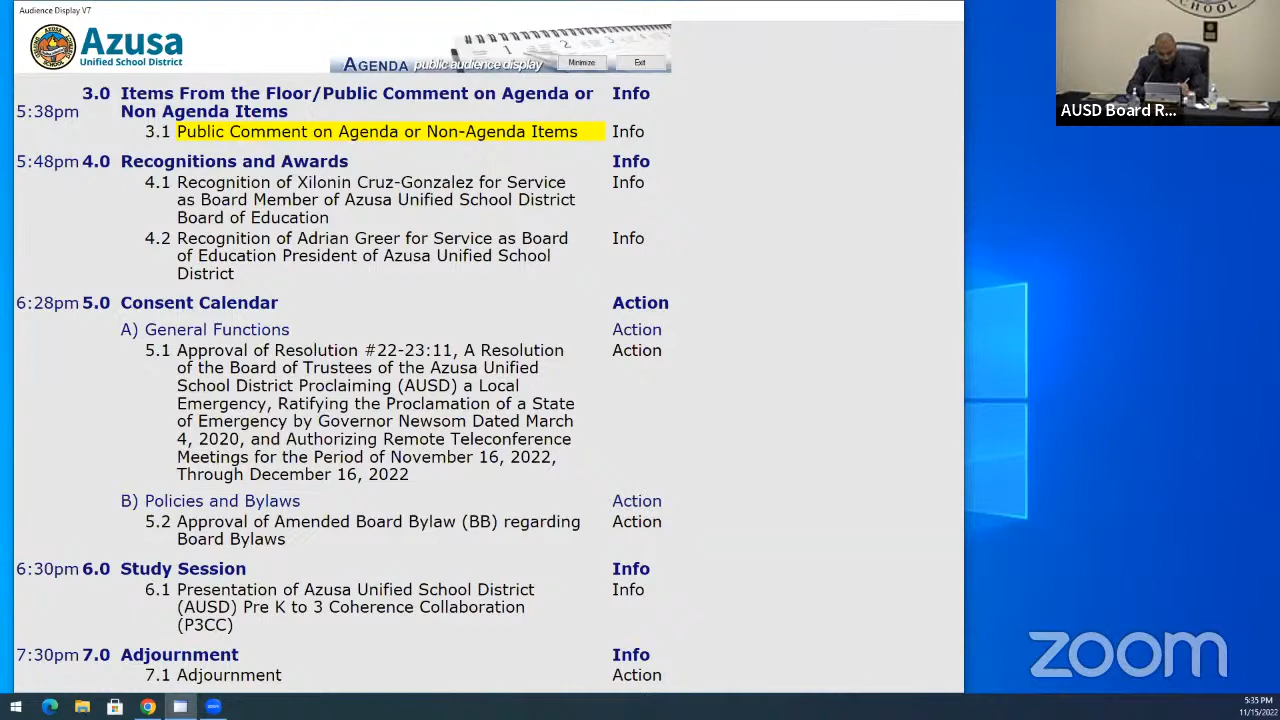 Audience Display V7
SCHOOL
Azusa
Unified School District
AGENDA public audience display
Minimize
Exit
AUSD Board R...
3.0 Items From the Floor/Public Comment on Agenda or Info
5:38pm Non Agenda Items
3.1 Public Comment on Agenda or Non-Agenda Items Info
5:48pm 4.0 Recognitions and Awards Info
4.1 Recognition of Xilonin Cruz-Gonzalez for Service Info
as Board Member of Azusa Unified School District
Board of Education
4.2 Recognition of Adrian Greer for Service as Board Info
of Education President of Azusa Unified School
District
6:28pm 5.0 Consent Calendar Action
A) General Functions Action
5.1 Approval of Resolution #22-23:11, A Resolution Action
of the Board of Trustees of the Azusa Unified
School District Proclaiming (AUSD) a Local
Emergency, Ratifying the Proclamation of a State
of Emergency by Governor Newsom Dated March
4, 2020, and Authorizing Remote Teleconference
Meetings for the Period of November 16, 2022,
Through December 16, 2022
B) Policies and Bylaws Action
5.2 Approval of Amended Board Bylaw (BB) regarding Action
Board Bylaws
6:30pm 6.0 Study Session Info
6.1 Presentation of Azusa Unified School District Info
(AUSD) Pre K to 3 Coherence Collaboration
(P3CC)
7:30pm 7.0 Adjournment Info
7.1 Adjournment Action
zoom
5:35 PM
11/15/2022